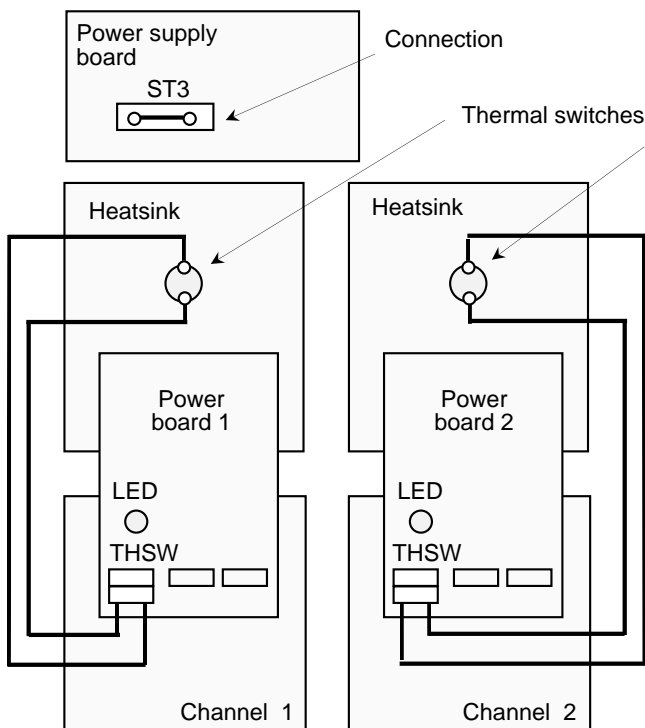 Power supply
board
ST3
Connection
Thermal switches
Heatsink
Heatsink
Power
board 1
Power
board 2
LED
LED
THSW
THSW
Channel 1
Channel 2